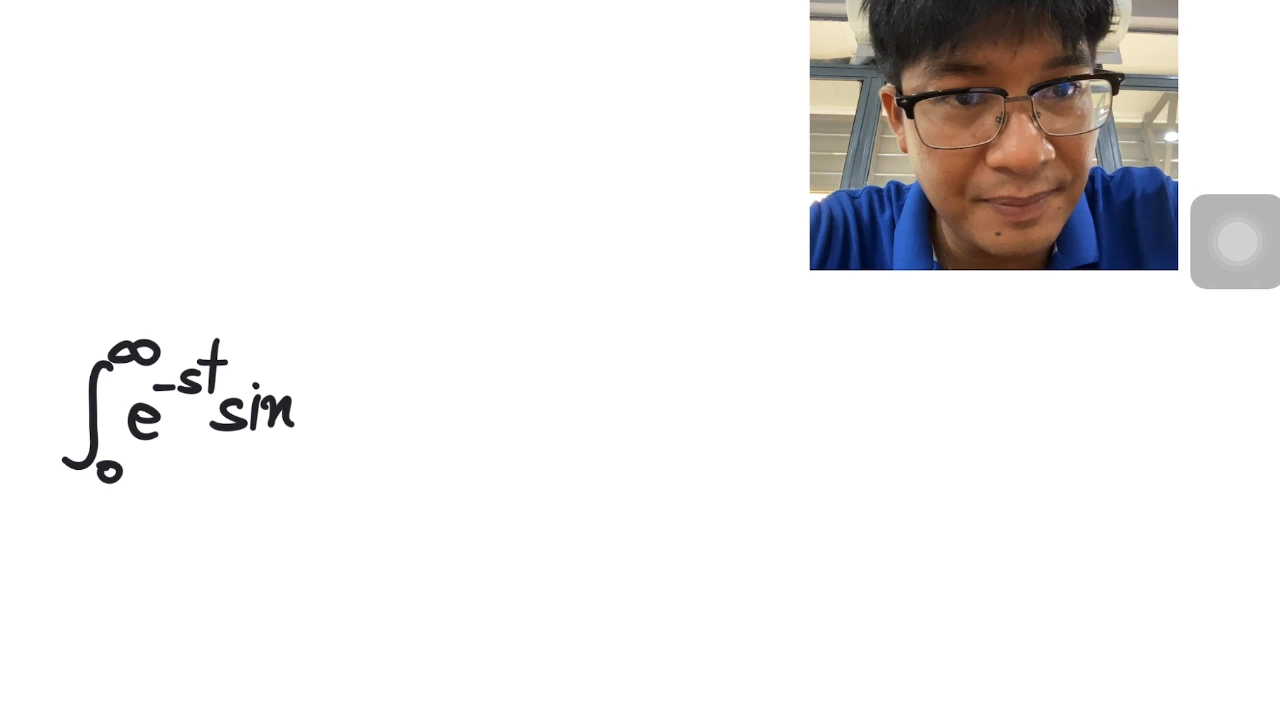 ∫₀^∞ e^{-st} sin